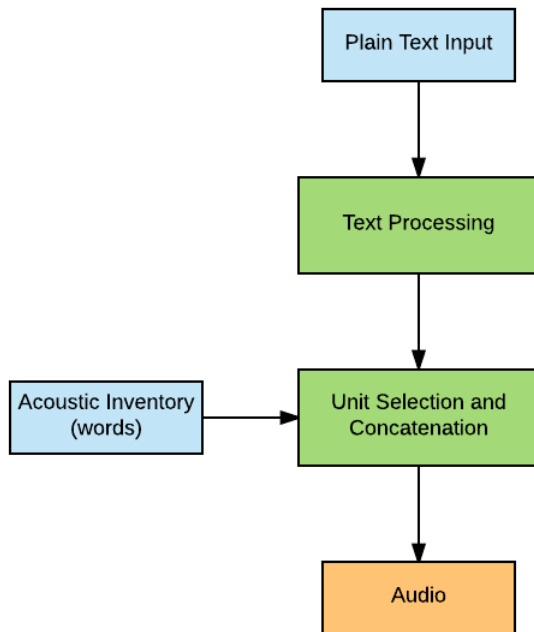 Plain Text Input
Text Processing
Acoustic Inventory
(words)
Unit Selection and
Concatenation
Audio